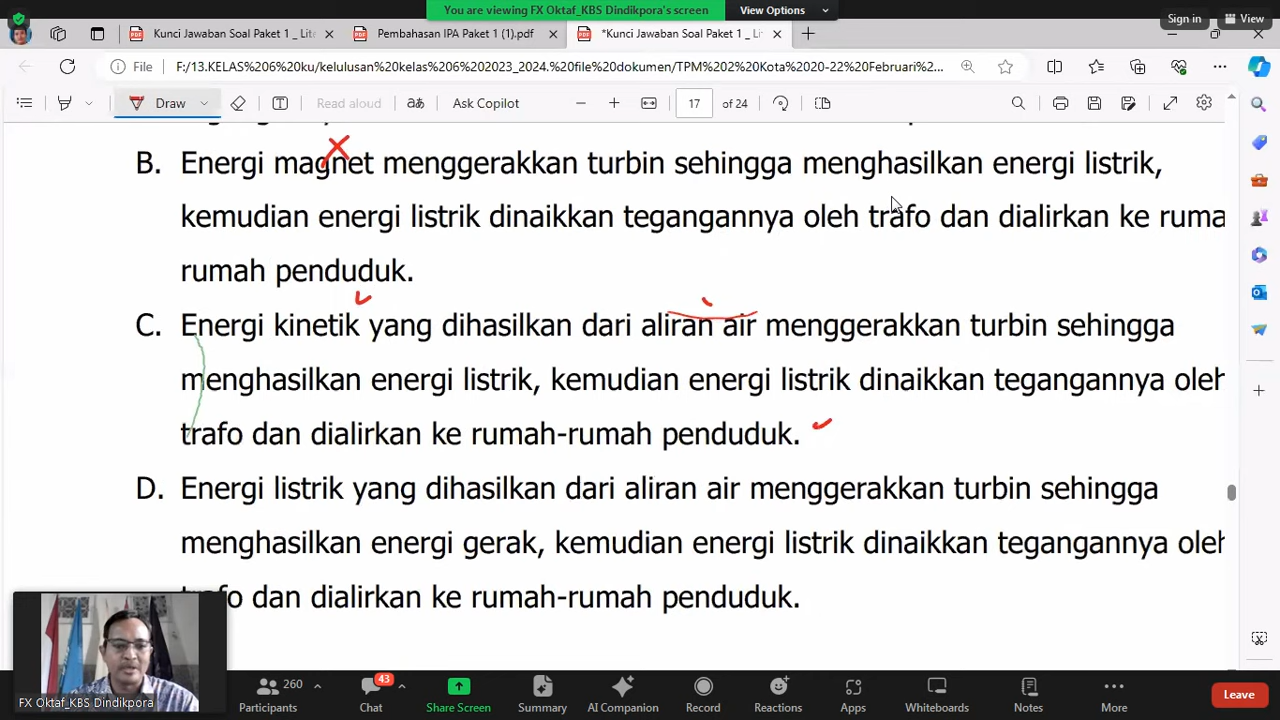 You are viewing FX Oktaf_KBS Dindikpora's screen
View Options
Sign in
View
Kunci Jawaban Soal Paket 1 _ Lite
Pembahasan IPA Paket 1 (1).pdf
*Kunci Jawaban Soal Paket 1 _ Lit
File
F:/13.KELAS%206%20ku/kelulusan%20kelas%206%202023_2024.%20file%20dokumen/TPM%202%20Kota%2020-22%20Februari%2...
Draw
Read aloud
Ask Copilot
17
of 24
B. Energi magnet menggerakkan turbin sehingga menghasilkan energi listrik,
kemudian energi listrik dinaikkan tegangannya oleh trafo dan dialirkan ke ruma
rumah penduduk.
C. Energi kinetik yang dihasilkan dari aliran air menggerakkan turbin sehingga
menghasilkan energi listrik, kemudian energi listrik dinaikkan tegangannya oleh
trafo dan dialirkan ke rumah-rumah penduduk.
D. Energi listrik yang dihasilkan dari aliran air menggerakkan turbin sehingga
menghasilkan energi gerak, kemudian energi listrik dinaikkan tegangannya oleh
trafo dan dialirkan ke rumah-rumah penduduk.
FX Oktaf_KBS Dindikpora
260
Participants
43
Chat
Share Screen
Summary
AI Companion
Record
Reactions
Apps
Whiteboards
Notes
More
Leave